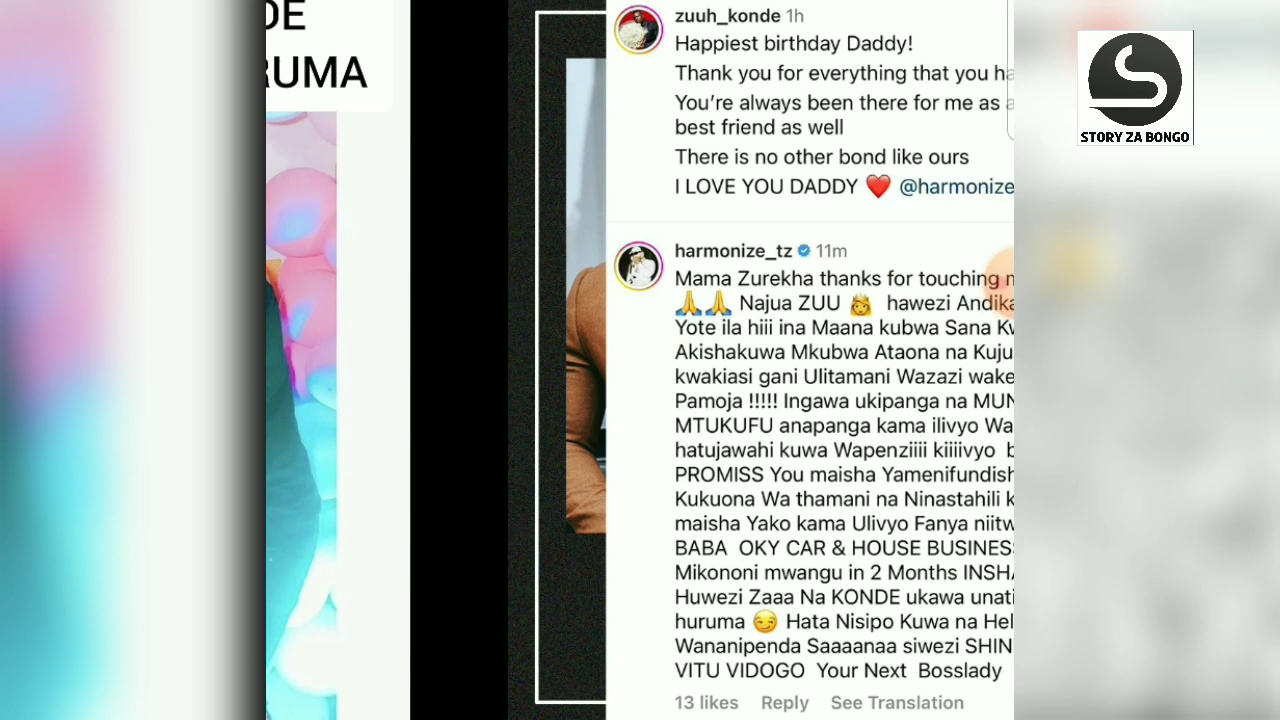 DE
RUMA
zuuh_konde 1h
Happiest birthday Daddy!
Thank you for everything that you ha
You're always been there for me as a
best friend as well
There is no other bond like ours
I LOVE YOU DADDY ❤️ @harmonize
harmonize_tz 11m
Mama Zurekha thanks for touching m
🙏🙏 Najua ZUU 👸 hawezi Andika
Yote ila hiii ina Maana kubwa Sana Kw
Akishakuwa Mkubwa Ataona na Kuju
kwakiasi gani Ulitamani Wazazi wake
Pamoja !!!!! Ingawa ukipanga na MUN
MTUKUFU anapanga kama ilivyo Wa
hatujawahi kuwa Wapenziiii kiiiivyo b
PROMISS You maisha Yamenifundish
Kukuona Wa thamani na Ninastahili k
maisha Yako kama Ulivyo Fanya niitw
BABA OKY CAR & HOUSE BUSINESS
Mikononi mwangu in 2 Months INSHA
Huwezi Zaaa Na KONDE ukawa unati
huruma 😏 Hata Nisipo Kuwa na Hel
Wananipenda Saaaanaa siwezi SHIN
VITU VIDOGO Your Next Bosslady
13 likes Reply See Translation
STORY ZA BONGO